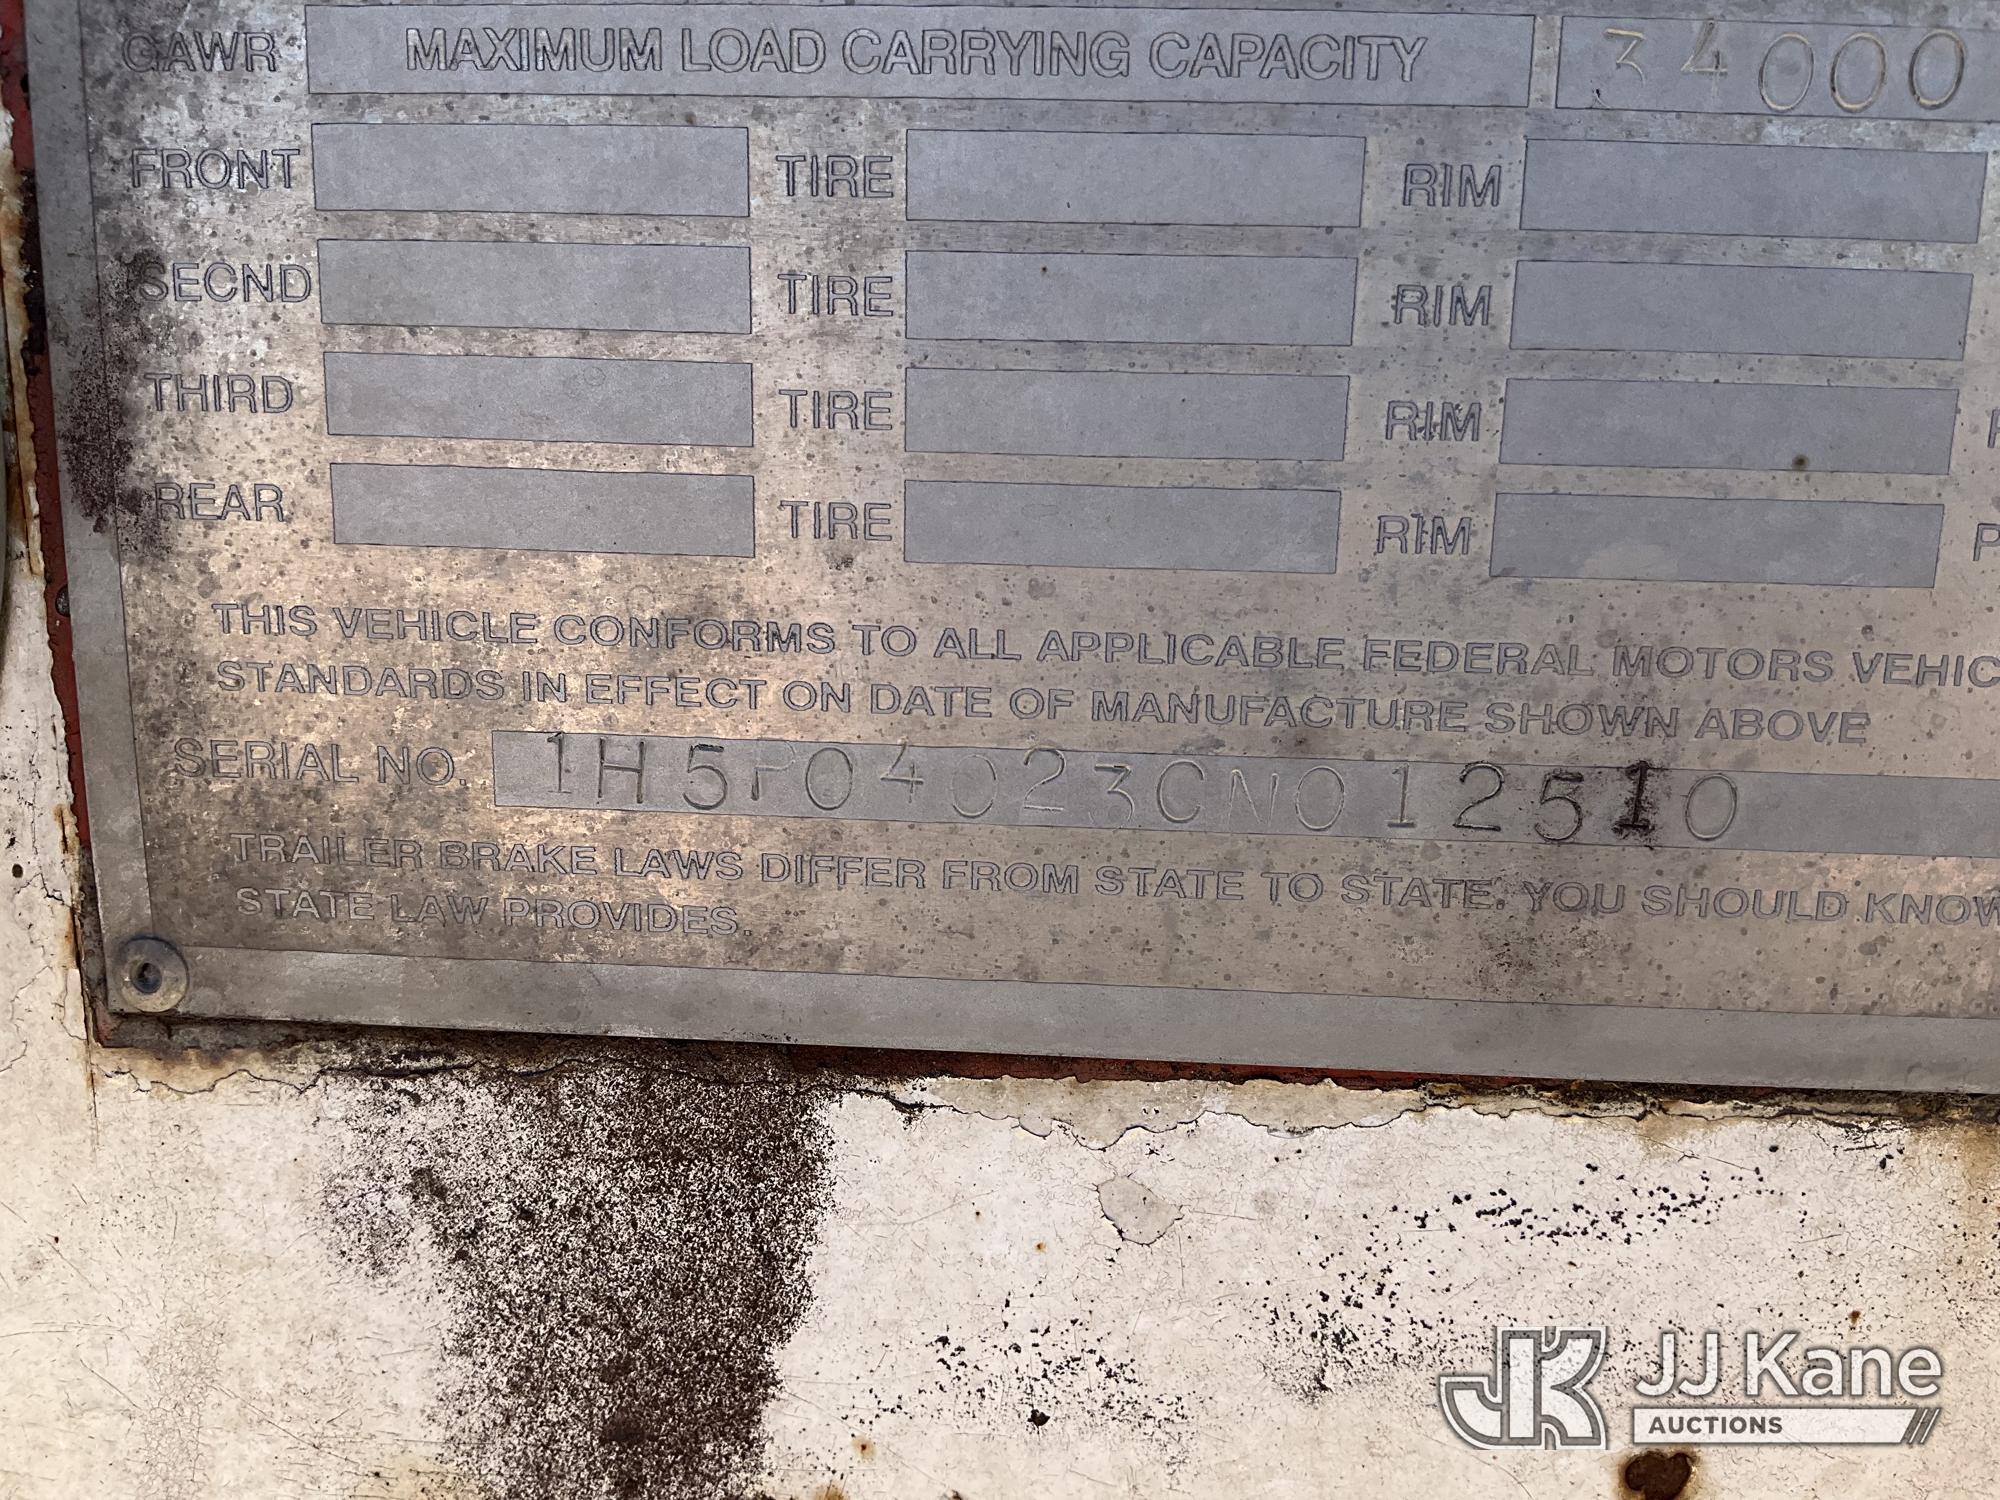 GAWR MAXIMUM LOAD CARRYING CAPACITY 34000
FRONT TIRE RIM
SECND TIRE RIM
THIRD TIRE RIM
REAR TIRE RIM P
THIS VEHICLE CONFORMS TO ALL APPLICABLE FEDERAL MOTORS VEHIC
STANDARDS IN EFFECT ON DATE OF MANUFACTURE SHOWN ABOVE
SERIAL NO. 1H5P04023CN012510
TRAILER BRAKE LAWS DIFFER FROM STATE TO STATE. YOU SHOULD KNOW
STATE LAW PROVIDES.
JK JJ Kane
AUCTIONS